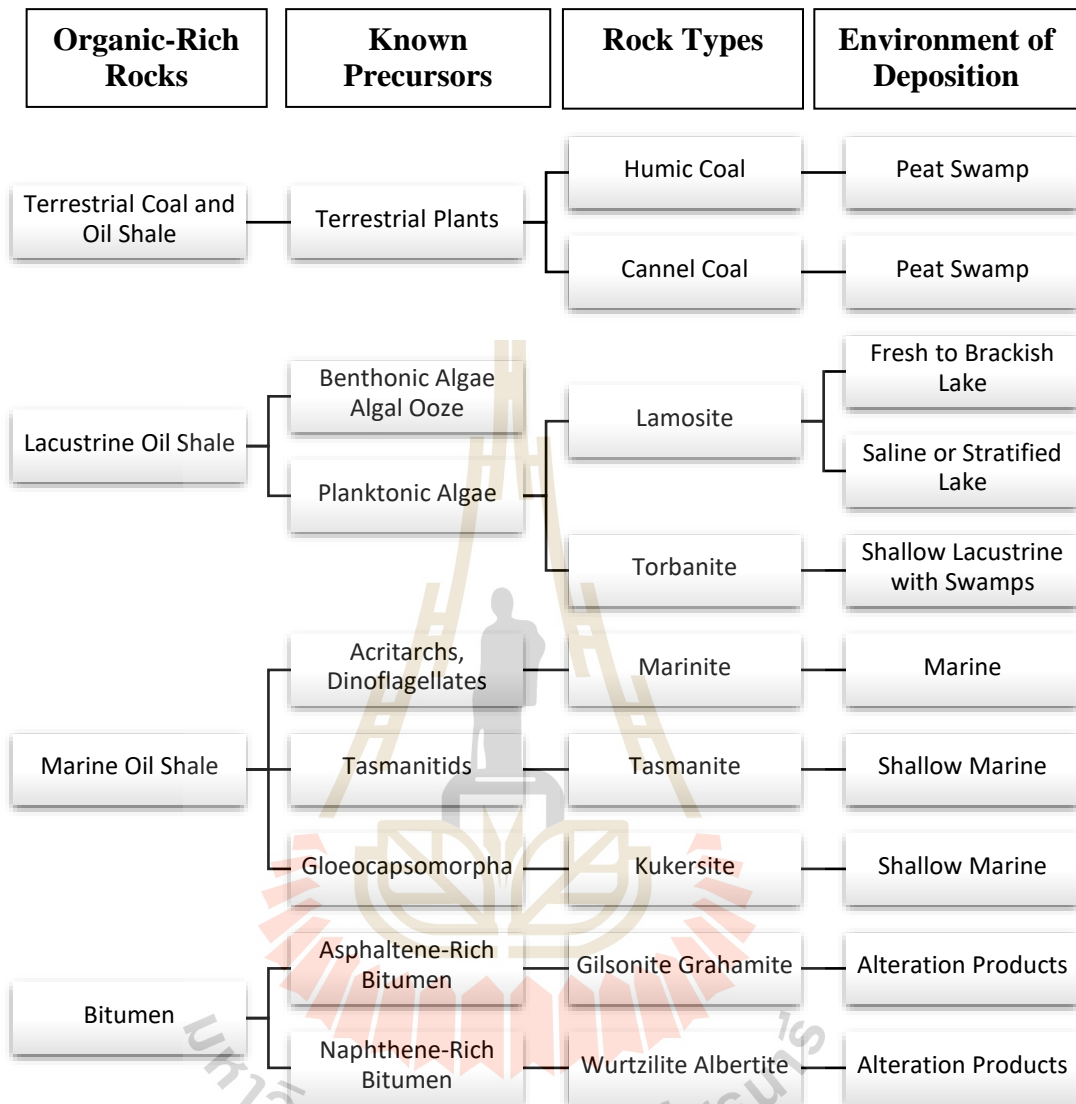 Organic-Rich
Rocks
Known
Precursors
Rock Types
Environment of
Deposition
Terrestrial Coal and
Oil Shale
Terrestrial Plants
Humic Coal
Peat Swamp
Cannel Coal
Peat Swamp
Lacustrine Oil Shale
Benthonic Algae
Algal Ooze
Planktonic Algae
Lamosite
Fresh to Brackish
Lake
Saline or Stratified
Lake
Torbanite
Shallow Lacustrine
with Swamps
Marine Oil Shale
Acritarchs,
Dinoflagellates
Marinite
Marine
Tasmanitids
Tasmanite
Shallow Marine
Gloeocapsomorpha
Kukersite
Shallow Marine
Bitumen
Asphaltene-Rich
Bitumen
Gilsonite Grahamite
Alteration Products
Naphthene-Rich
Bitumen
Wurtzilite Albertite
Alteration Products